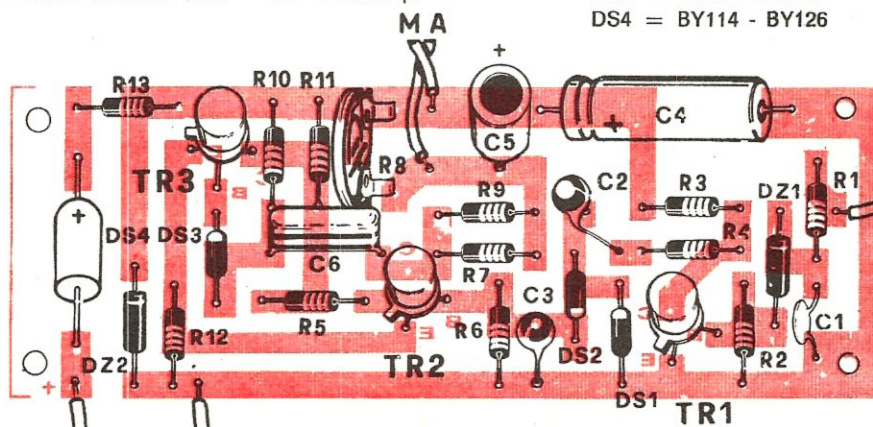 DS4 = BY114 - BY126
M A
+
R13
R10 R11
C5
+ C4
TR3
R8
C2
R3
DZ1
R1
+
DS4
DS3
R9
C6
R7
R4
R5
C3
C1
R12
R6
DS2
R2
DZ2
TR2
DS1
TR1
+
B
E
B
C
E